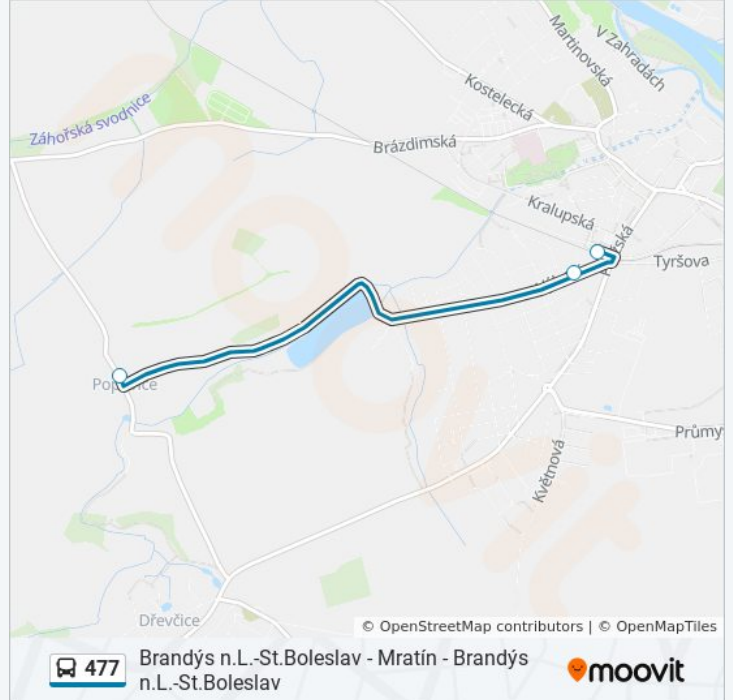 Martinovská
V Zahradách
Kostelecká
Záhořská svodnice
Brázdimská
Kralupská
Tyršova
Průmy
Květnová
Dřevčice
© OpenStreetMap contributors | © OpenMapTiles
477
Brandýs n.L.-St.Boleslav - Mratín - Brandýs
n.L.-St.Boleslav
moovit